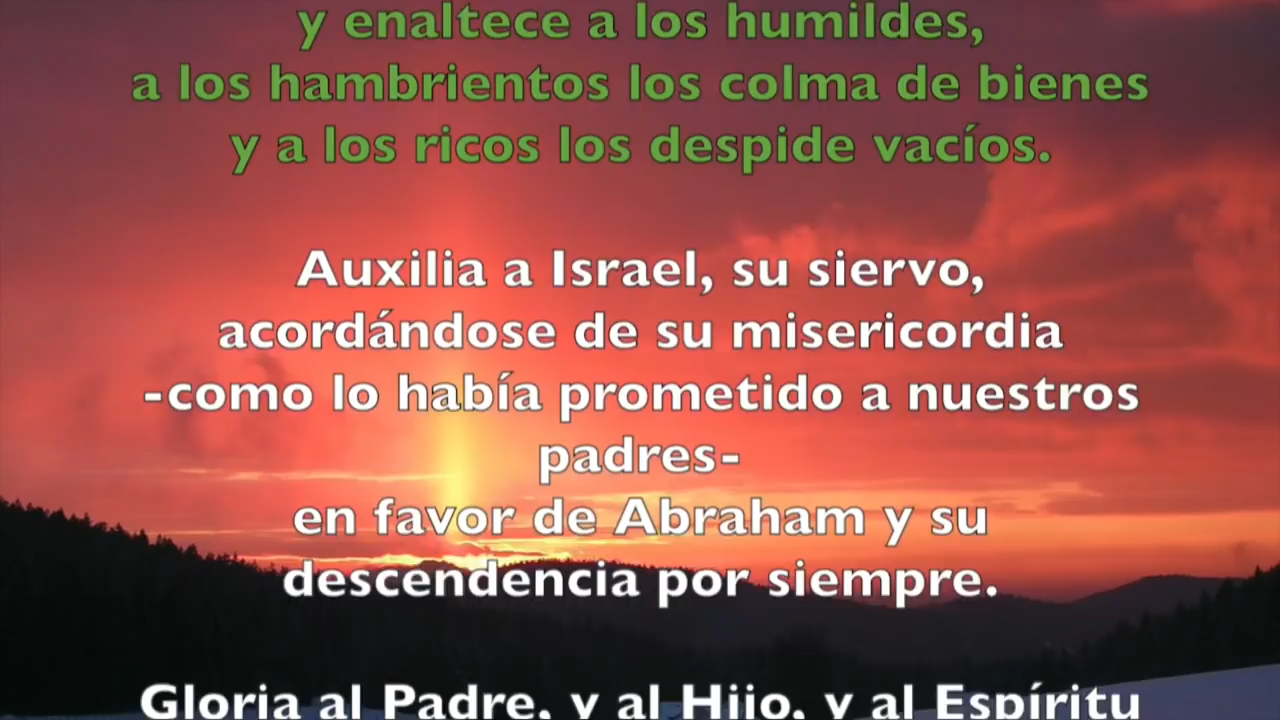 y enaltece a los humildes,
a los hambrientos los colma de bienes
y a los ricos los despide vacíos.
Auxilia a Israel, su siervo,
acordándose de su misericordia
-como lo había prometido a nuestros
padres-
en favor de Abraham y su
descendencia por siempre.
Gloria al Padre, y al Hijo, y al Espíritu